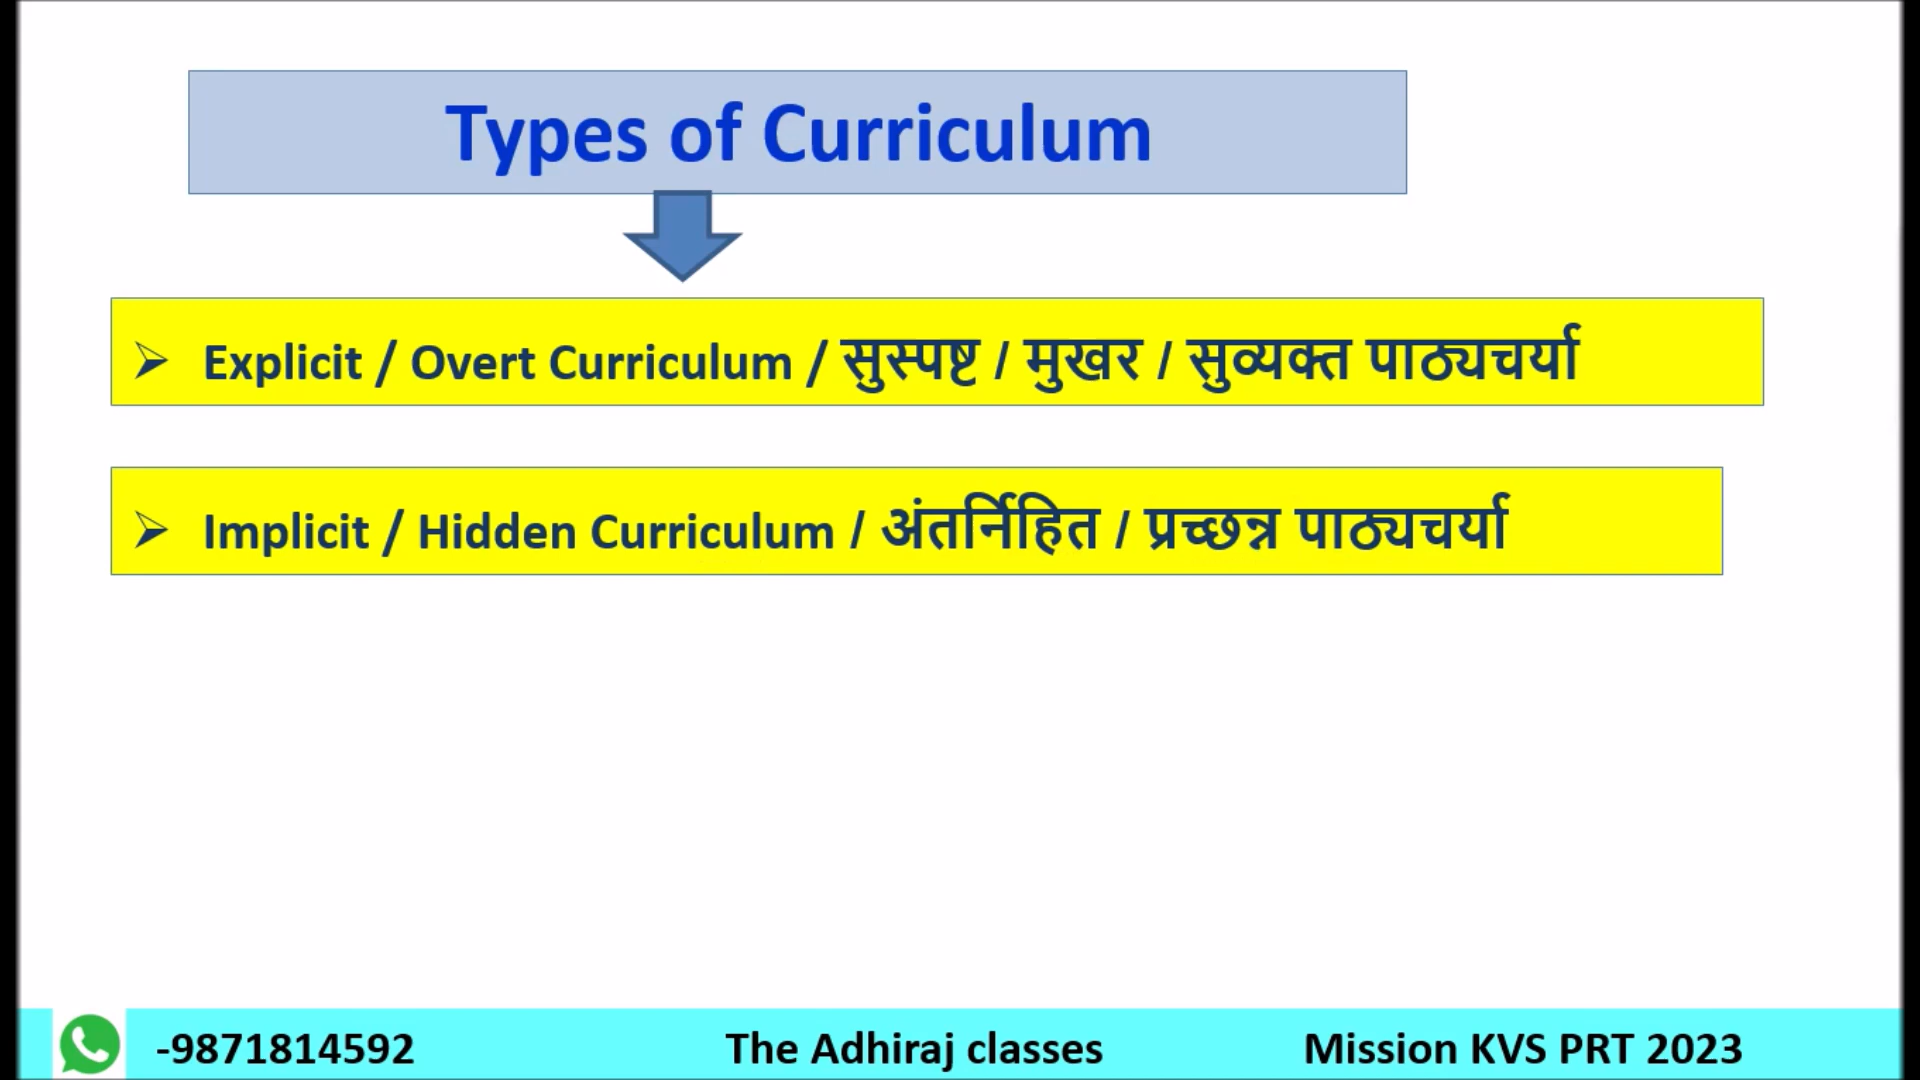 Types of Curriculum
Explicit / Overt Curriculum / सुस्पष्ट / मुखर / सुव्यक्त पाठ्यचर्या
Implicit / Hidden Curriculum / अंतर्निहित / प्रच्छन्न पाठ्यचर्या
-9871814592 The Adhiraj classes Mission KVS PRT 2023